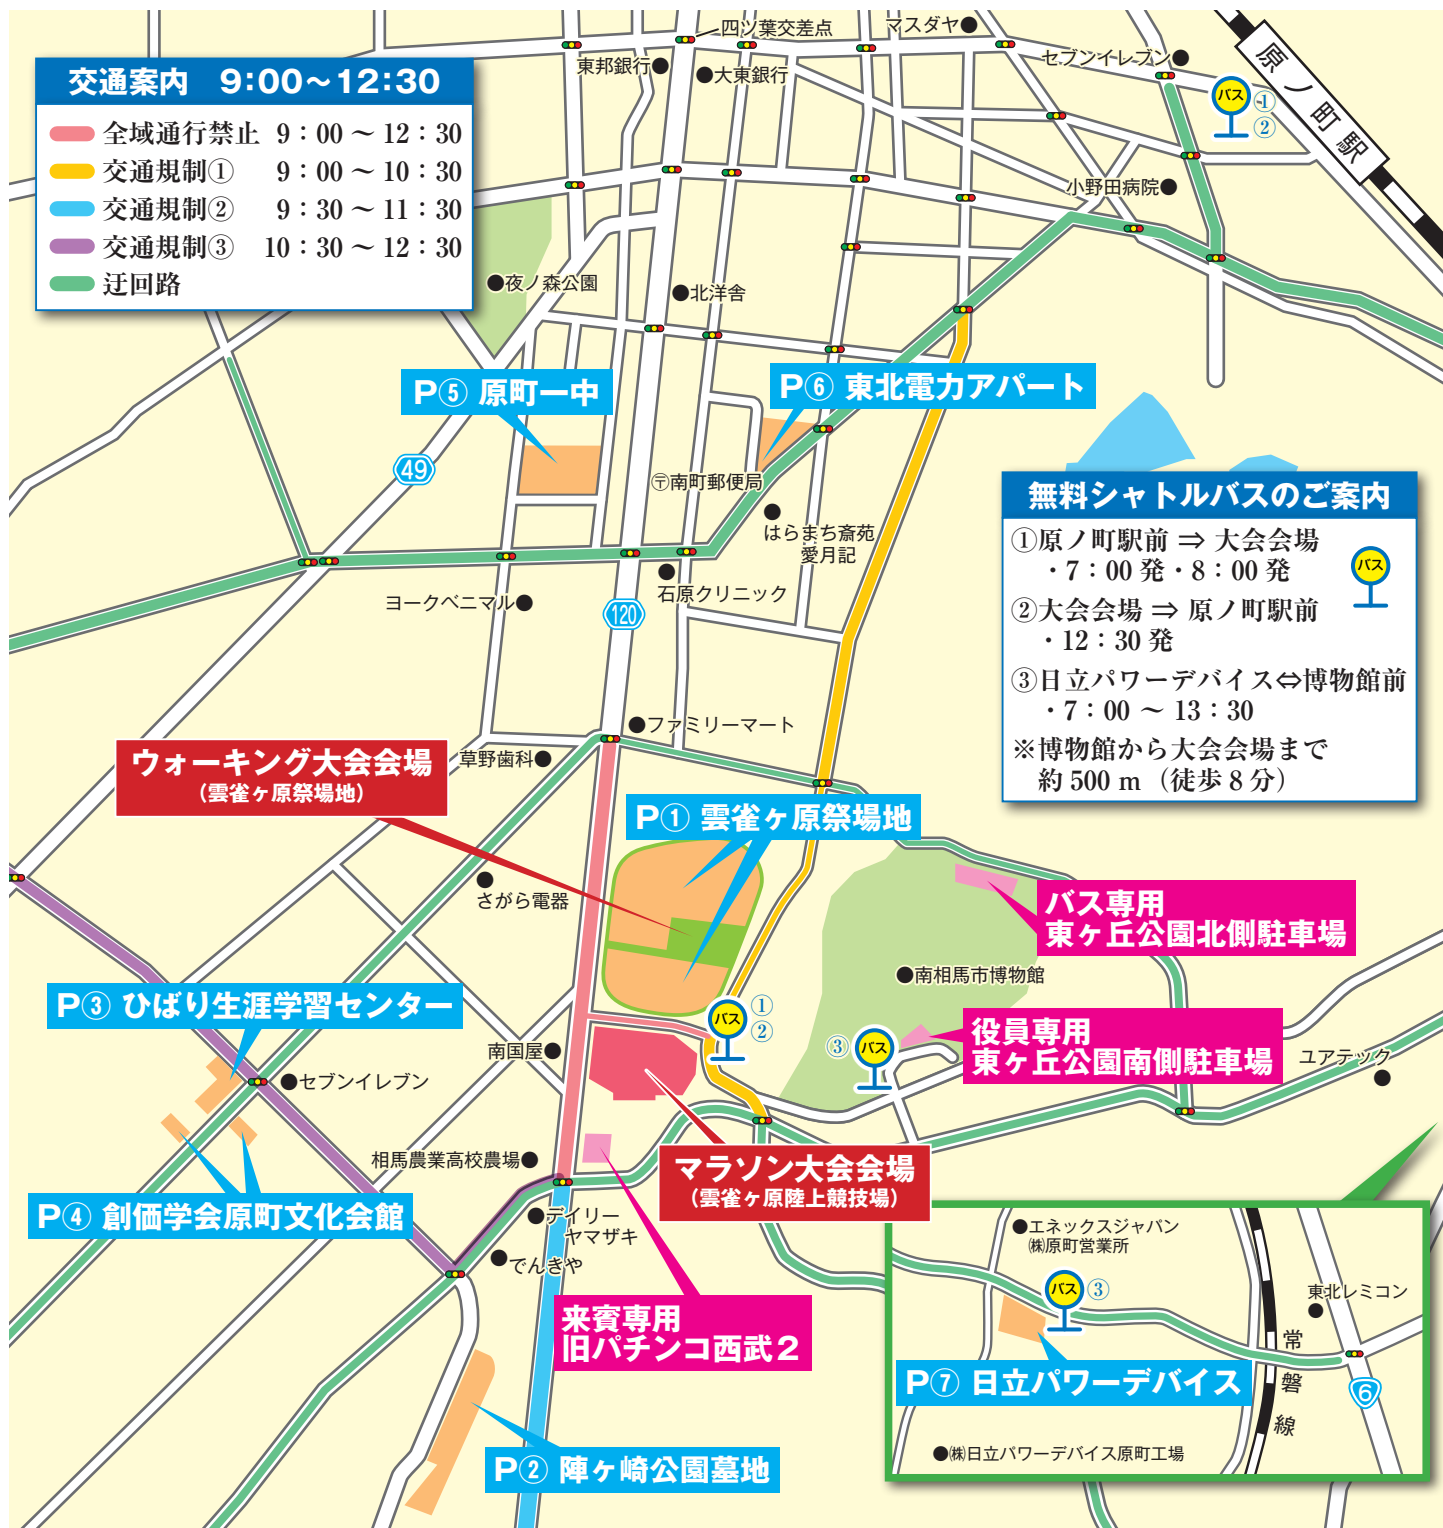 四ツ葉交差点
マスダヤ
東邦銀行
大東銀行
セブンイレブン
バス
①
②
原ノ町駅
交通案内　9:00〜12:30
全域通行禁止 9：00 〜 12：30
交通規制① 9：00 〜 10：30
交通規制② 9：30 〜 11：30
交通規制③ 10：30 〜 12：30
迂回路
小野田病院
夜ノ森公園
北洋舎
P⑤ 原町一中
P⑥ 東北電力アパート
49
〒南町郵便局
はらまち斎苑
愛月記
石原クリニック
ヨークベニマル
120
無料シャトルバスのご案内
①原ノ町駅前 ⇒ 大会会場
・7：00 発・8：00 発
バス
②大会会場 ⇒ 原ノ町駅前
・12：30 発
③日立パワーデバイス⇔博物館前
・7：00 〜 13：30
※博物館から大会会場まで
約 500 m（徒歩 8 分）
ファミリーマート
草野歯科
ウォーキング大会会場
（雲雀ヶ原祭場地）
P① 雲雀ヶ原祭場地
さがら電器
バス専用
東ヶ丘公園北側駐車場
南相馬市博物館
P③ ひばり生涯学習センター
バス
①
②
③
バス
役員専用
東ヶ丘公園南側駐車場
ユアテック
南国屋
セブンイレブン
相馬農業高校農場
マラソン大会会場
（雲雀ヶ原陸上競技場）
P④ 創価学会原町文化会館
デイリー
ヤマザキ
でんきや
来賓専用
旧パチンコ西武２
P② 陣ヶ崎公園墓地
エネックスジャパン
㈱原町営業所
バス
③
東北レミコン
常磐線
P⑦ 日立パワーデバイス
6
㈱日立パワーデバイス原町工場